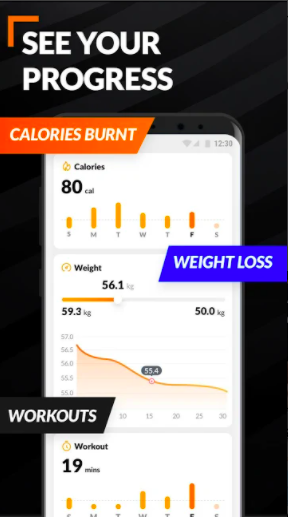 SEE YOUR
PROGRESS
CALORIES BURNT
12:30
Calories
80 cal
S M T W T F S
WEIGHT LOSS
Weight
56.1 kg
59.3 kg 50.0 kg
57.0
56.5
56.0
55.5
55.4
55.0
WORKOUTS
10 15 20 25 30
Workout
19 mins
S M T W T F S